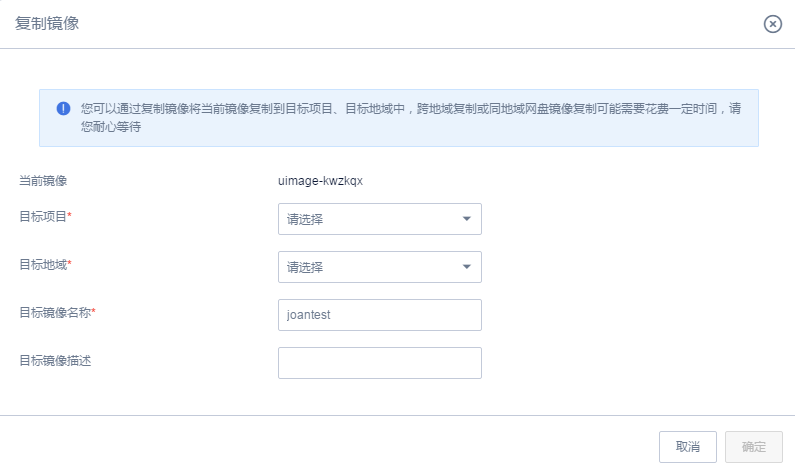 复制镜像
您可以通过复制镜像将当前镜像复制到目标项目、目标地域中，跨地域复制或同地域网盘镜像复制可能需要花费一定时间，请
您耐心等待
当前镜像 uimage-kwzkqx
目标项目* 请选择
目标地域* 请选择
目标镜像名称* joantest
目标镜像描述
取消 确定